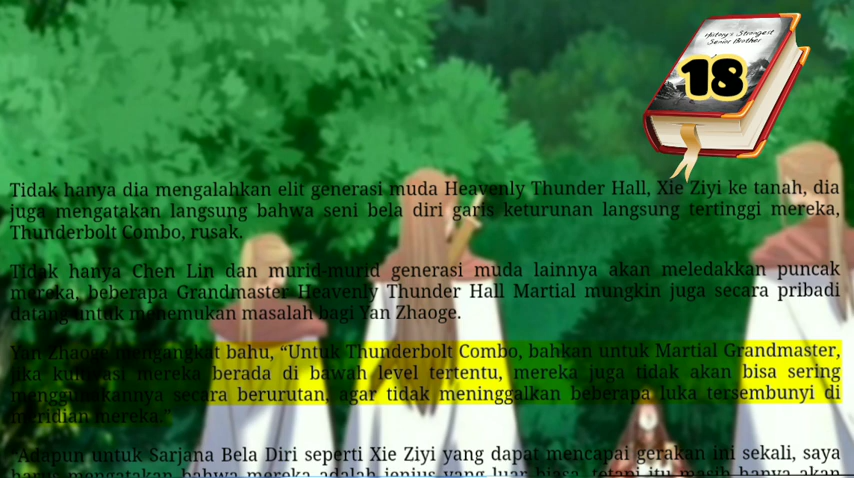 History's Strongest
Senior Brother
18
Tidak hanya dia mengalahkan elit generasi muda Heavenly Thunder Hall, Xie Ziyi ke tanah, dia
juga mengatakan langsung bahwa seni bela diri garis keturunan langsung tertinggi mereka,
Thunderbolt Combo, rusak.
Tidak hanya Chen Lin dan murid-murid generasi muda lainnya akan meledakkan puncak
mereka, beberapa Grandmaster Heavenly Thunder Hall Martial mungkin juga secara pribadi
datang untuk menemukan masalah bagi Yan Zhaoge.
Yan Zhaoge mengangkat bahu, “Untuk Thunderbolt Combo, bahkan untuk Martial Grandmaster,
jika kultivasi mereka berada di bawah level tertentu, mereka juga tidak akan bisa sering
menggunakannya secara berurutan, agar tidak meninggalkan beberapa luka tersembunyi di
meridian mereka.”
“Adapun untuk Sarjana Bela Diri seperti Xie Ziyi yang dapat mencapai gerakan ini sekali, saya
harus mengatakan bahwa mereka adalah jenius yang luar biasa, tetapi itu masih hanya akan